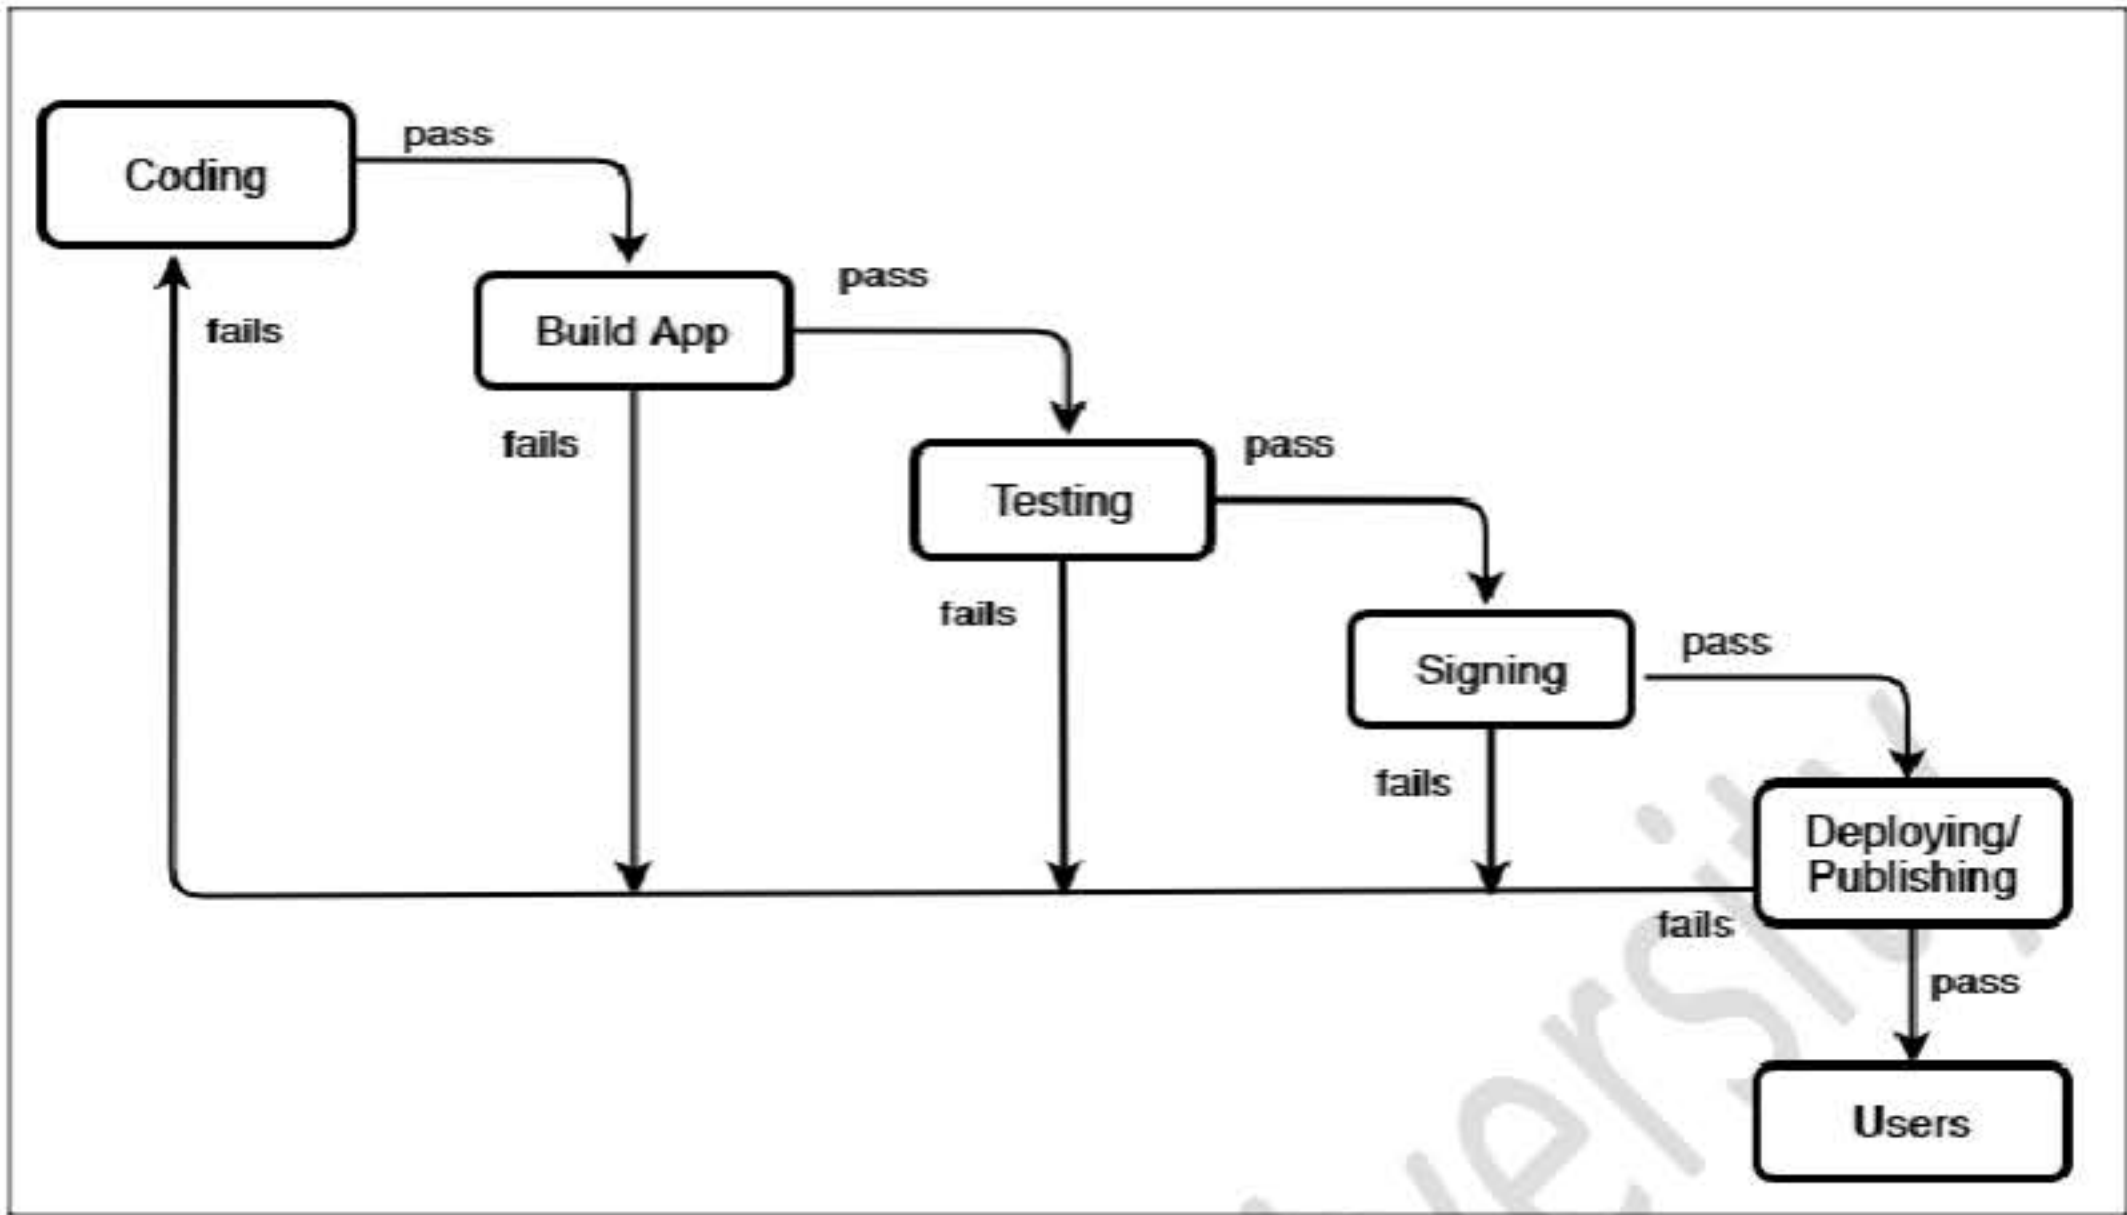 Coding
pass
Build App
pass
fails
fails
Testing
pass
fails
Signing
pass
fails
Deploying/
Publishing
fails
pass
Users